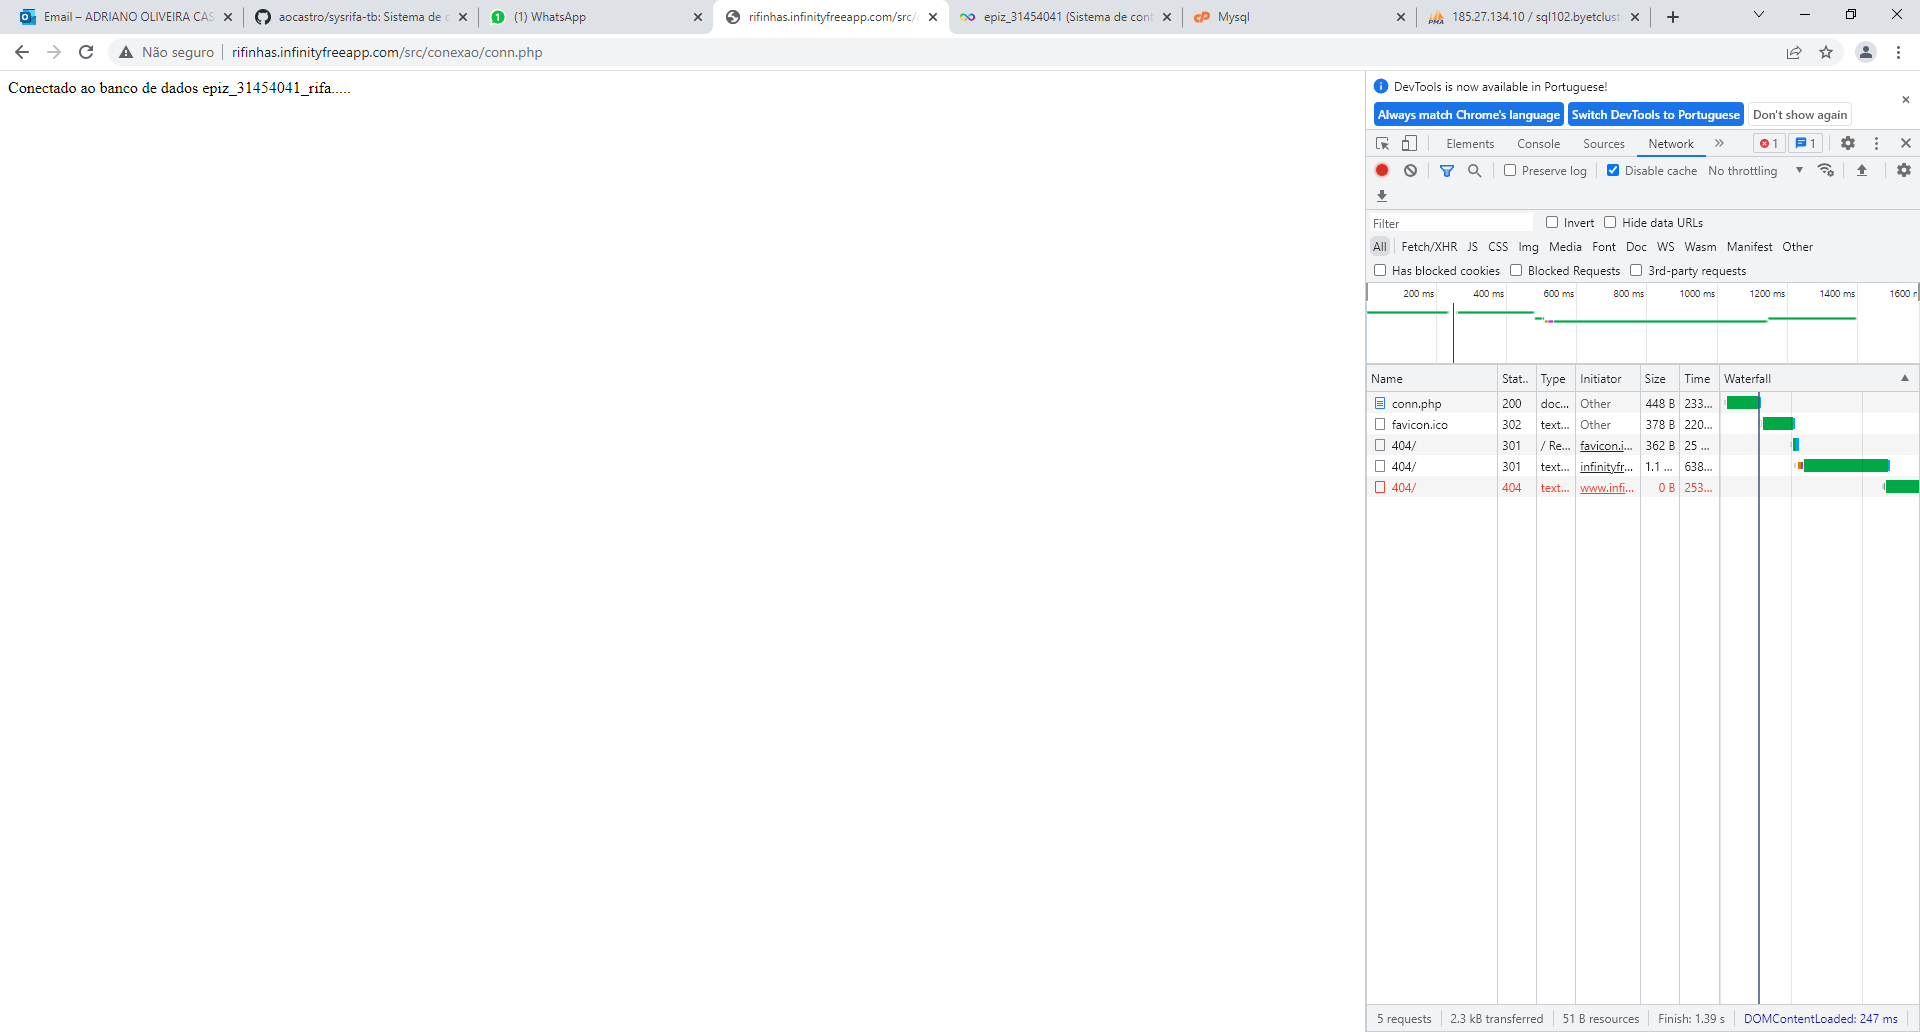 Email – ADRIANO OLIVEIRA CAS
aocastro/sysrifa-tb: Sistema de c
(1) WhatsApp
rifinhas.infinityfreeapp.com/src/c
epiz_31454041 (Sistema de cont
Mysql
185.27.134.10 / sql102.byetclust
Não seguro
rifinhas.infinityfreeapp.com/src/conexao/conn.php
Conectado ao banco de dados epiz_31454041_rifa.....
DevTools is now available in Portuguese!
Always match Chrome's language Switch DevTools to Portuguese Don't show again
Elements Console Sources Network » 1 1
Preserve log Disable cache No throttling
Filter Invert Hide data URLs
All Fetch/XHR JS CSS Img Media Font Doc WS Wasm Manifest Other
Has blocked cookies Blocked Requests 3rd-party requests
200 ms 400 ms 600 ms 800 ms 1000 ms 1200 ms 1400 ms 1600 m
Name Stat.. Type Initiator Size Time Waterfall
conn.php 200 doc... Other 448 B 233...
favicon.ico 302 text... Other 378 B 220...
404/ 301 / Re... favicon.i... 362 B 25 ...
404/ 301 text... infinityfr... 1.1 ... 638...
404/ 404 text... www.infi... 0 B 253...
5 requests 2.3 kB transferred 51 B resources Finish: 1.39 s DOMContentLoaded: 247 ms